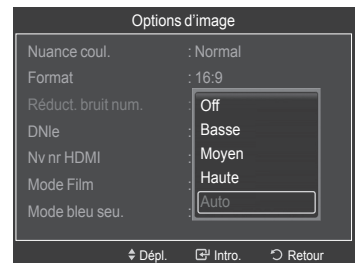 Options d'image
Nuance coul. : Normal
Format : 16:9
Réduct. bruit num. : Off
DNIe : Basse
Nv nr HDMI : Moyen
Mode Film : Haute
Mode bleu seu. : Auto
Dépl. Intro. Retour